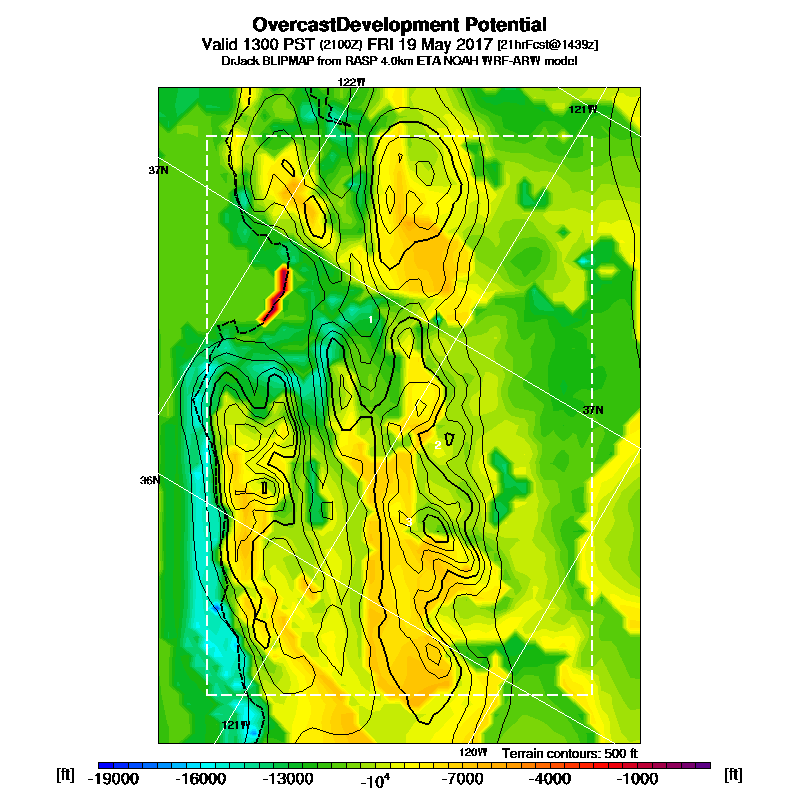 OvercastDevelopment Potential
Valid 1300 PST (2100Z) FRI 19 May 2017 [21hrFcst@1439z]
DrJack BLIPMAP from RASP 4.0km ETA NOAH WRF-ARW model
122W
121W
37N
1
37N
2
36N
3
121W
120W Terrain contours: 500 ft
[ft] -19000 -16000 -13000 -10⁴ -7000 -4000 -1000 [ft]